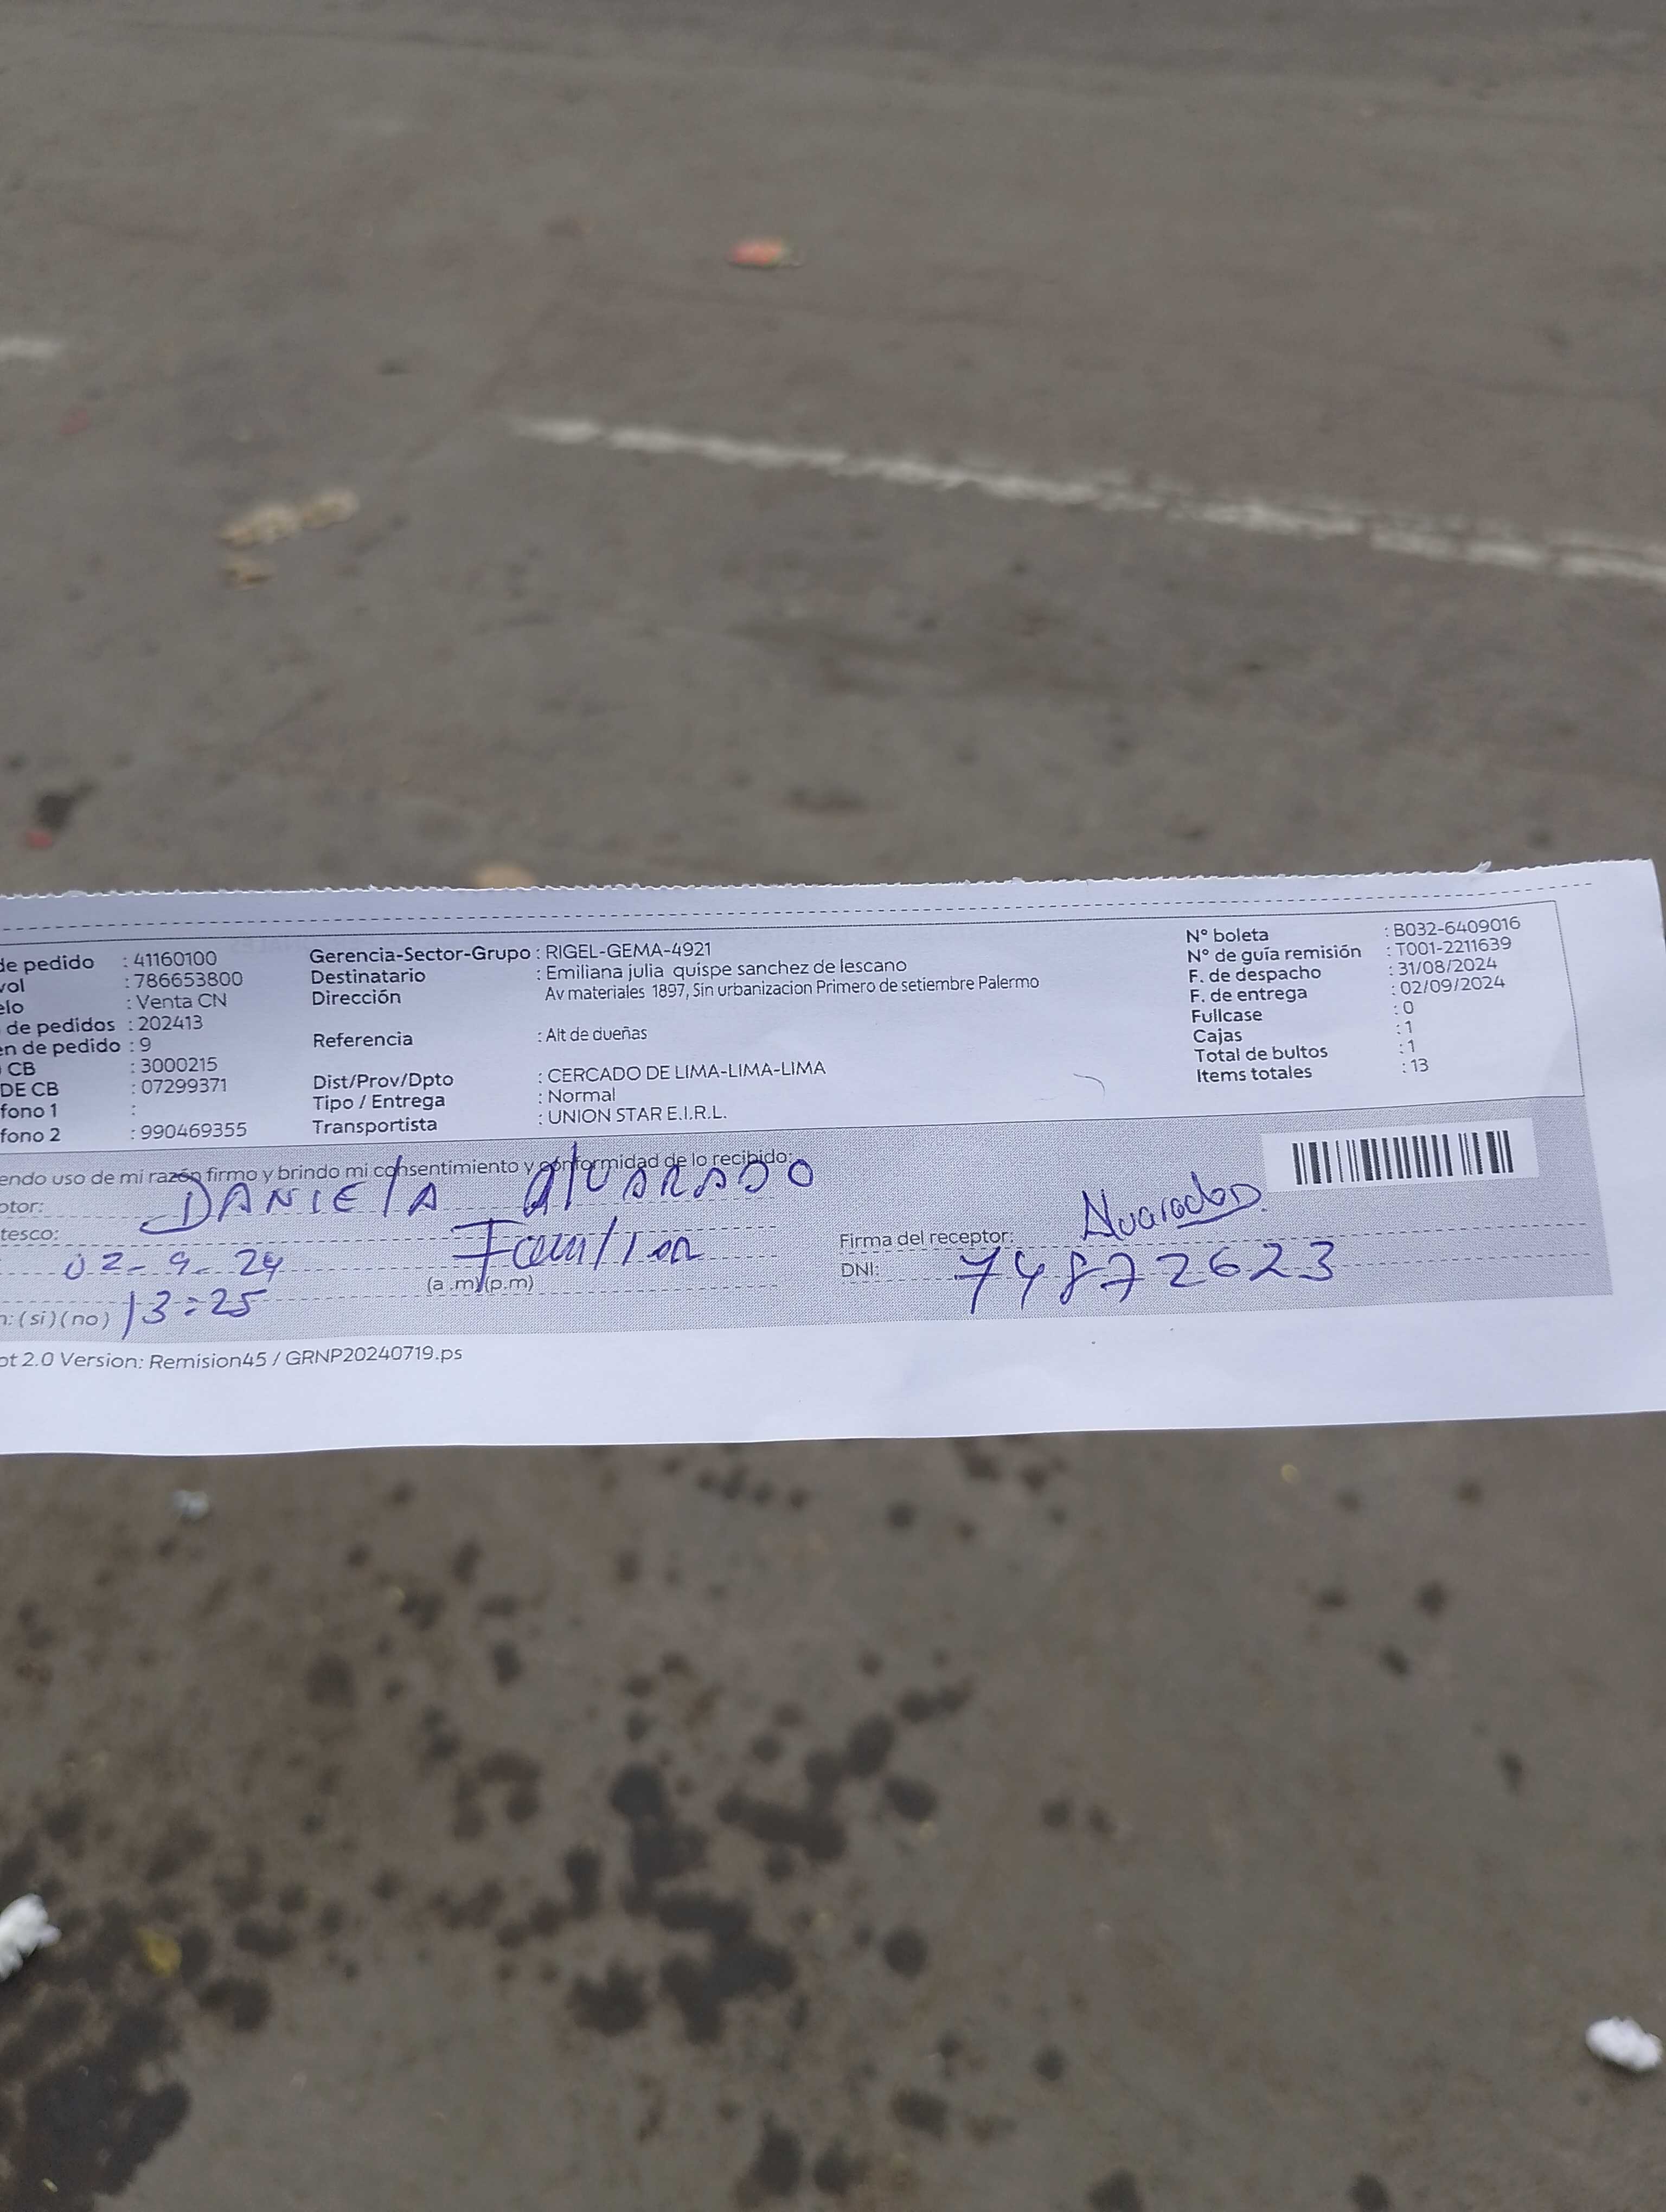 de pedido : 41160100
vol : 786653800
elo : Venta CN
de pedidos : 202413
en de pedido : 9
CB : 3000215
DE CB : 07299371
fono 1 :
fono 2 : 990469355
Gerencia-Sector-Grupo : RIGEL-GEMA-4921
Destinatario : Emiliana julia quispe sanchez de lescano
Dirección Av materiales 1897, Sin urbanizacion Primero de setiembre Palermo
Referencia : Alt de dueñas
Dist/Prov/Dpto : CERCADO DE LIMA-LIMA-LIMA
Tipo / Entrega : Normal
Transportista : UNION STAR E.I.R.L.
N° boleta : B032-6409016
N° de guía remisión : T001-2211639
F. de despacho : 31/08/2024
F. de entrega : 02/09/2024
Fullcase : 0
Cajas : 1
Total de bultos : 1
Items totales : 13
endo uso de mi razón firmo y brindo mi consentimiento y conformidad de lo recibido:
ptor: DANIELA AlVARADO
tesco: Familiar
02-9-24
(a.m)(p.m)
n: (si) (no) 13:25
Firma del receptor: Alvarado
DNI: 74872623
pt 2.0 Version: Remision45 / GRNP20240719.ps